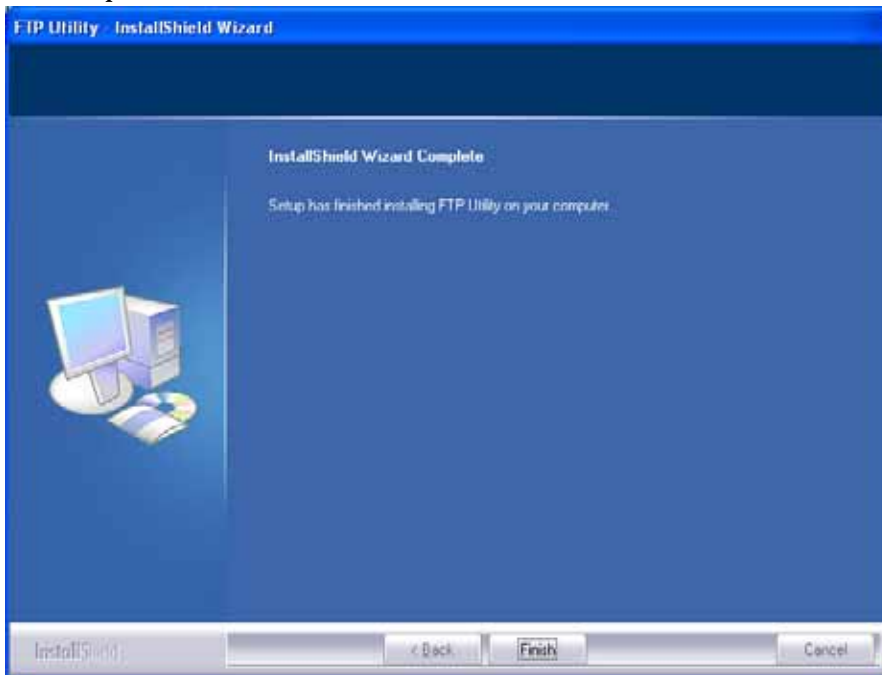 FTP Utility - InstallShield Wizard
InstallShield Wizard Complete
Setup has finished installing FTP Utility on your computer.
InstallShield
< Back
Finish
Cancel